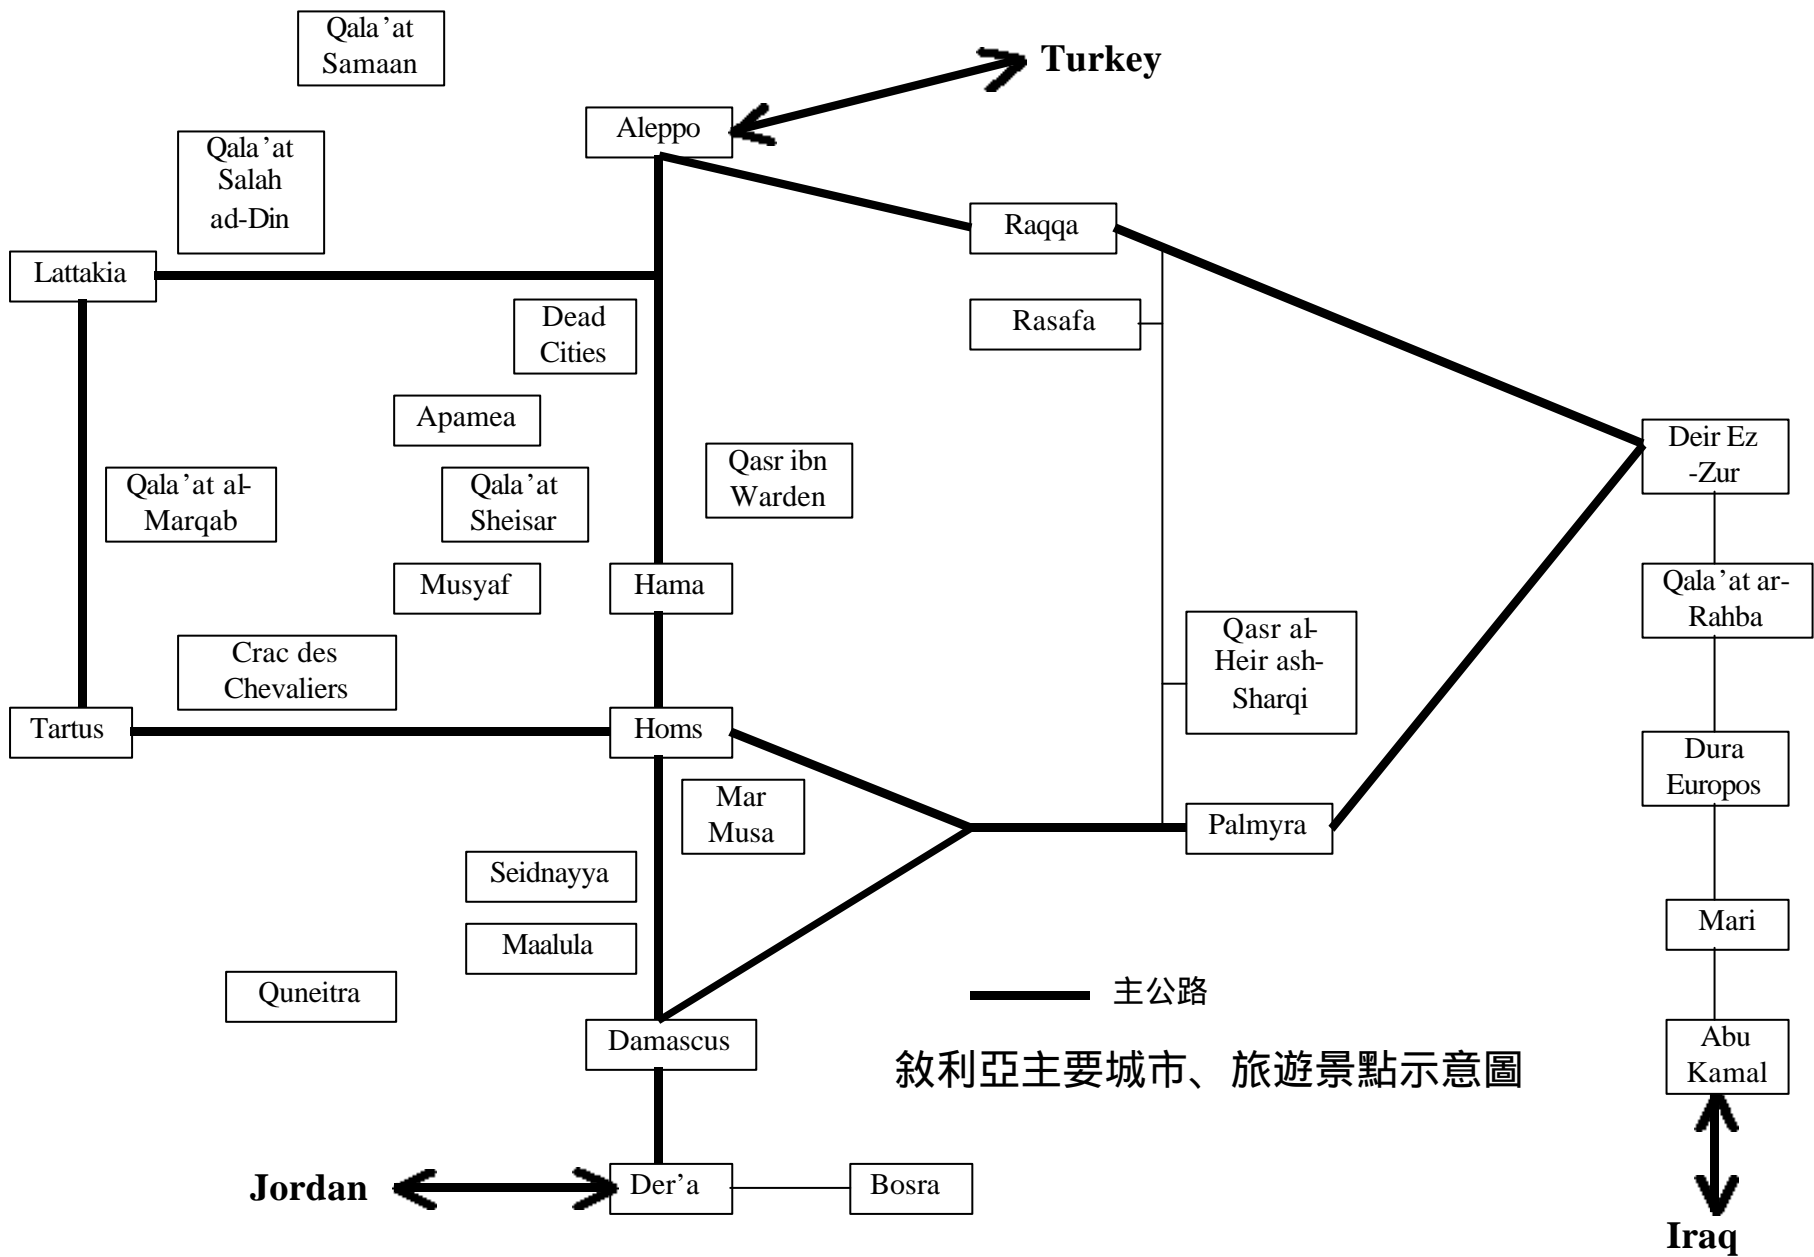 Qala’at
Samaan
Turkey
Aleppo
Qala’at
Salah
ad-Din
Raqqa
Lattakia
Dead
Cities
Rasafa
Apamea
Deir Ez
-Zur
Qala’at al-
Marqab
Qala’at
Sheisar
Qasr ibn
Warden
Musyaf
Hama
Qala’at ar-
Rahba
Crac des
Chevaliers
Qasr al-
Heir ash-
Sharqi
Tartus
Homs
Dura
Europos
Mar
Musa
Palmyra
Seidnayya
Maalula
Mari
Quneitra
主公路
Damascus
敘利亞主要城市、旅遊景點示意圖
Abu
Kamal
Jordan
Der’a
Bosra
Iraq